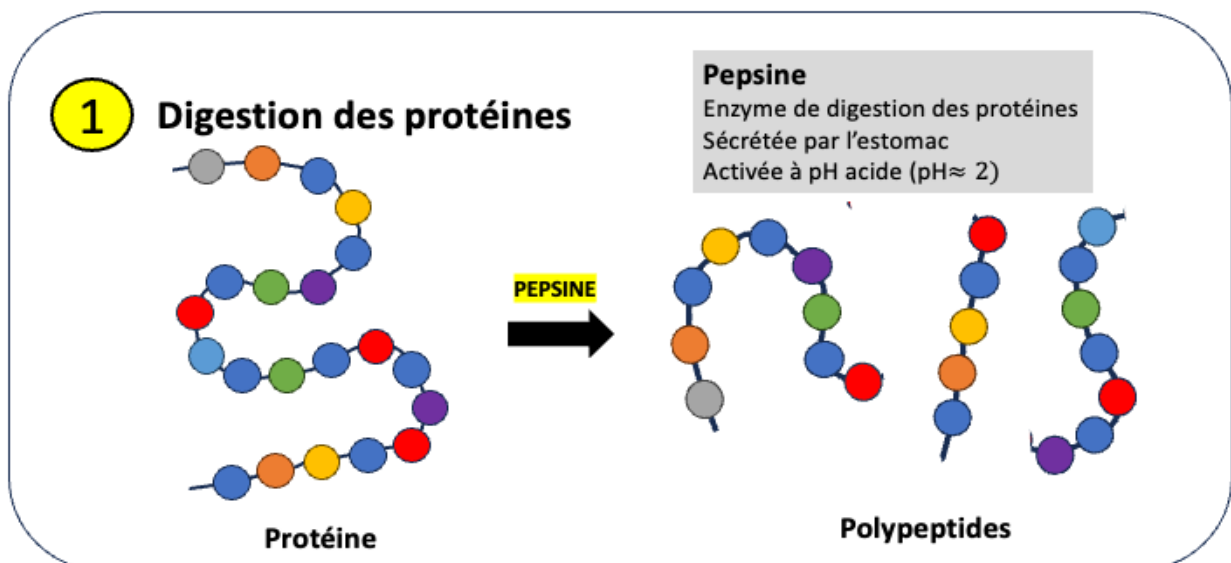 1 Digestion des protéines
Pepsine
Enzyme de digestion des protéines
Sécrétée par l’estomac
Activée à pH acide (pH≈ 2)
PEPSINE
Protéine
Polypeptides